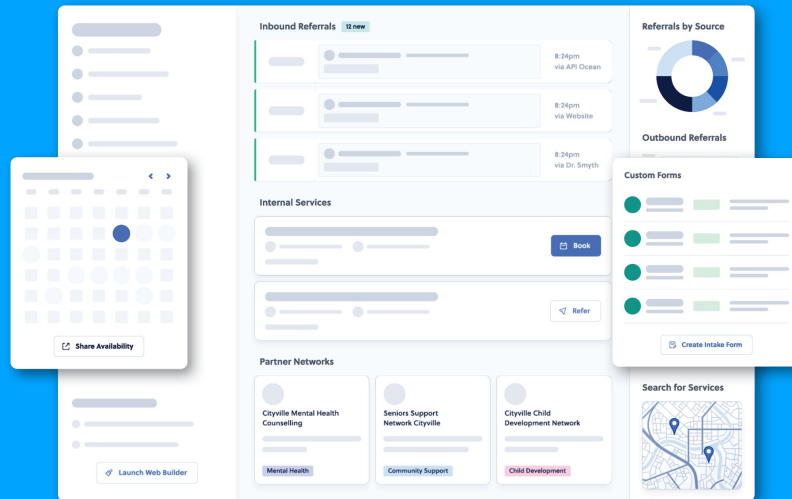 Inbound Referrals 12 new
8:24pm
via API Ocean
8:24pm
via Website
8:24pm
via Dr. Smyth
Internal Services
Book
Refer
Partner Networks
Cityville Mental Health
Counselling
Mental Health
Seniors Support
Network Cityville
Community Support
Cityville Child
Development Network
Child Development
Share Availability
Launch Web Builder
Referrals by Source
Outbound Referrals
Custom Forms
Create Intake Form
Search for Services